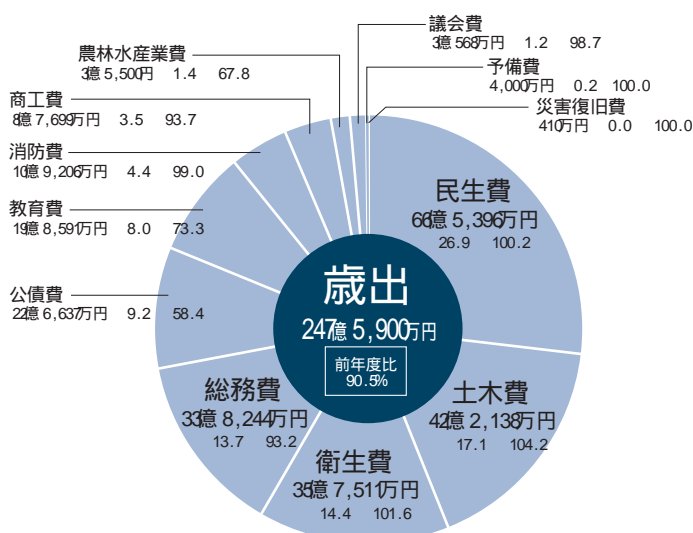 議会費
3億568万円 1.2 98.7
農林水産業費
3億5,500円 1.4 67.8
予備費
4,000万円 0.2 100.0
商工費
8億7,699万円 3.5 93.7
災害復旧費
410万円 0.0 100.0
消防費
10億9,206万円 4.4 99.0
民生費
66億5,396万円
26.9 100.2
教育費
19億8,591万円 8.0 73.3
歳出
247億5,900万円
前年度比
90.5%
公債費
22億6,637万円 9.2 58.4
総務費
33億8,244万円
13.7 93.2
土木費
42億2,138万円
17.1 104.2
衛生費
35億7,511万円
14.4 101.6